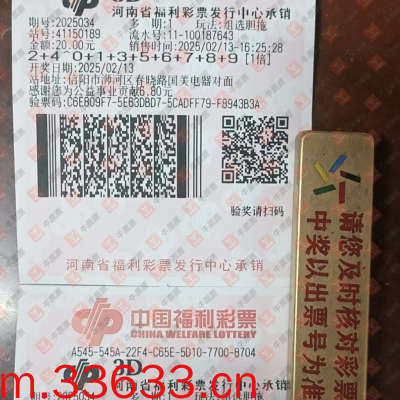 3D 河南省福利彩票发行中心承销
期号:2025034 多 期:1 玩法:组选胆拖
站号:41150189 流水号:11-100187643
金额:20.00元 销售时间:2025/02/13-16:25:28
2+4 0+1+3+5+6+7+8+9 [1倍]
开奖日期:2025/02/13
站地址:信阳市浉河区春晓路国美电器对面
感谢您为公益事业贡献6.80元
验票码:C6E809F7-5E63DBD7-5CADFF79-F8943B3A
验奖请扫码
河南省福利彩票发行中心承销
中国福利彩票
CHINA WELFARE LOTTERY
A545-545A-22F4-C65E-5D10-7700-8704
3D
m.33633.cn
请您及时核对彩票
中奖以出票号为准